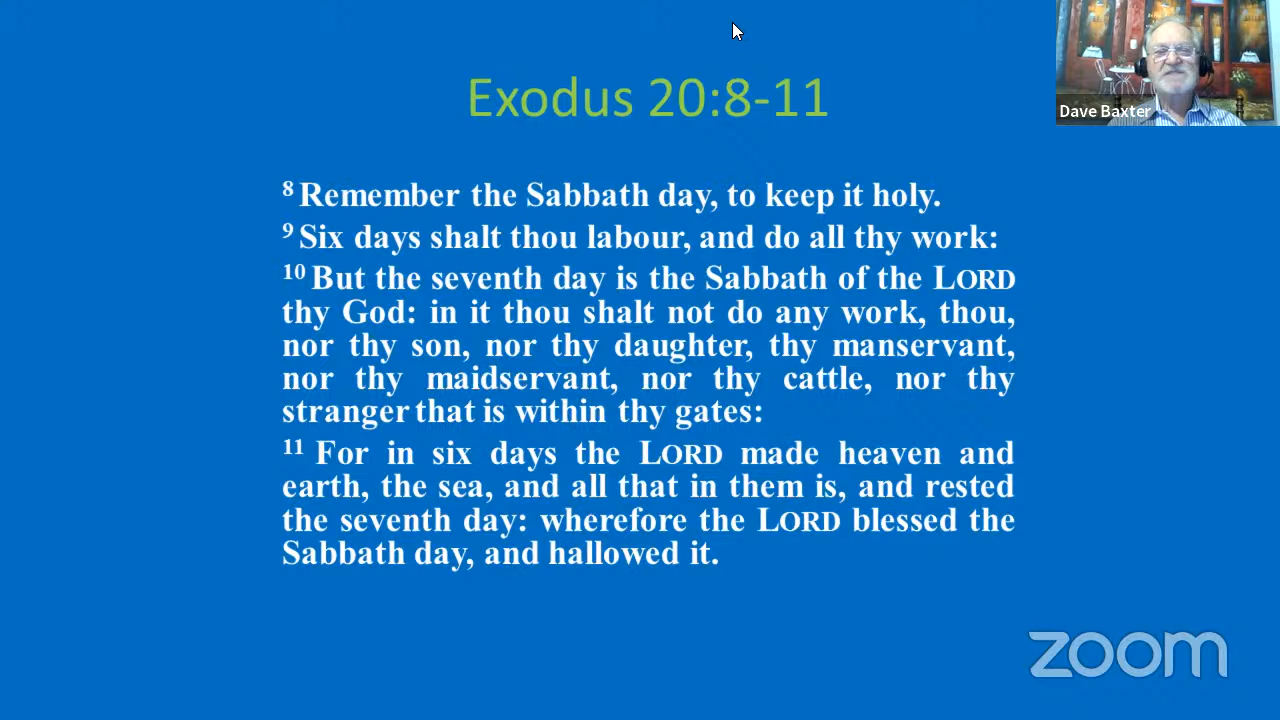 Exodus 20:8-11
Dave Baxter
8 Remember the Sabbath day, to keep it holy.
9 Six days shalt thou labour, and do all thy work:
10 But the seventh day is the Sabbath of the LORD
thy God: in it thou shalt not do any work, thou,
nor thy son, nor thy daughter, thy manservant,
nor thy maidservant, nor thy cattle, nor thy
stranger that is within thy gates:
11 For in six days the LORD made heaven and
earth, the sea, and all that in them is, and rested
the seventh day: wherefore the LORD blessed the
Sabbath day, and hallowed it.
zoom